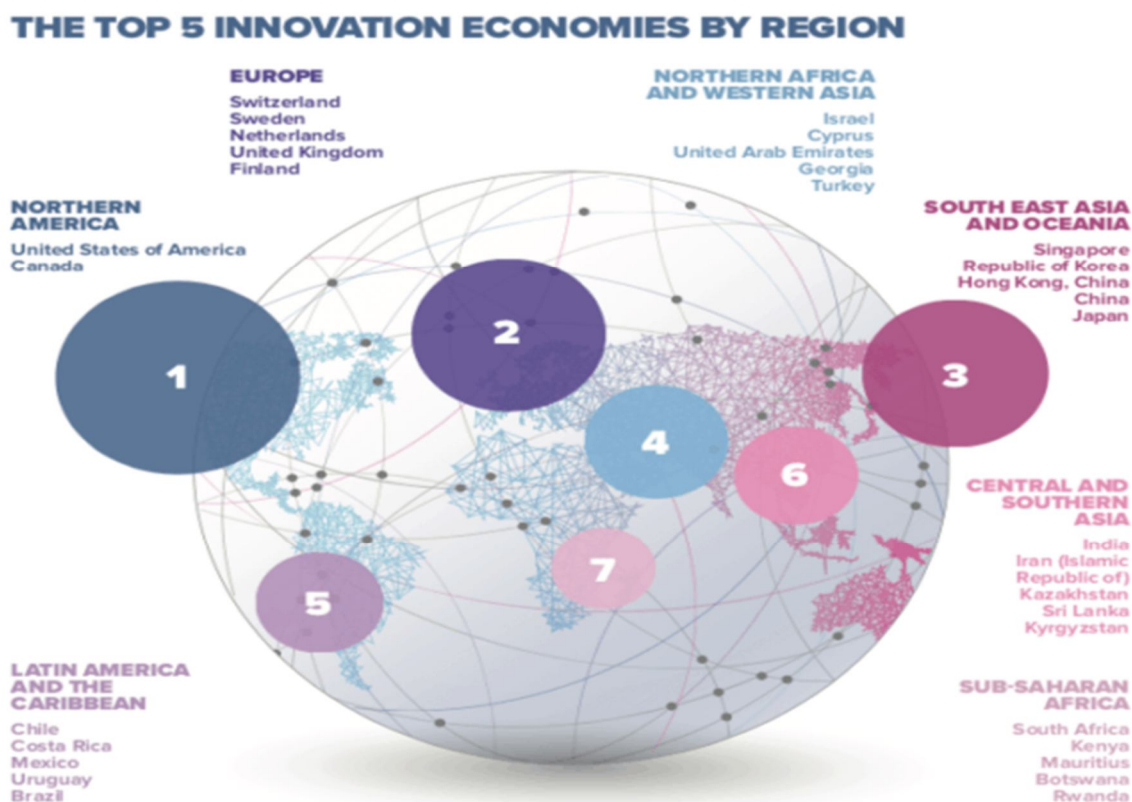 THE TOP 5 INNOVATION ECONOMIES BY REGION
EUROPE
Switzerland
Sweden
Netherlands
United Kingdom
Finland
NORTHERN AFRICA
AND WESTERN ASIA
Israel
Cyprus
United Arab Emirates
Georgia
Turkey
NORTHERN
AMERICA
United States of America
Canada
SOUTH EAST ASIA
AND OCEANIA
Singapore
Republic of Korea
Hong Kong, China
China
Japan
1
2
3
4
5
6
7
CENTRAL AND
SOUTHERN
ASIA
India
Iran (Islamic
Republic of)
Kazakhstan
Sri Lanka
Kyrgyzstan
LATIN AMERICA
AND THE
CARIBBEAN
Chile
Costa Rica
Mexico
Uruguay
Brazil
SUB-SAHARAN
AFRICA
South Africa
Kenya
Mauritius
Botswana
Rwanda